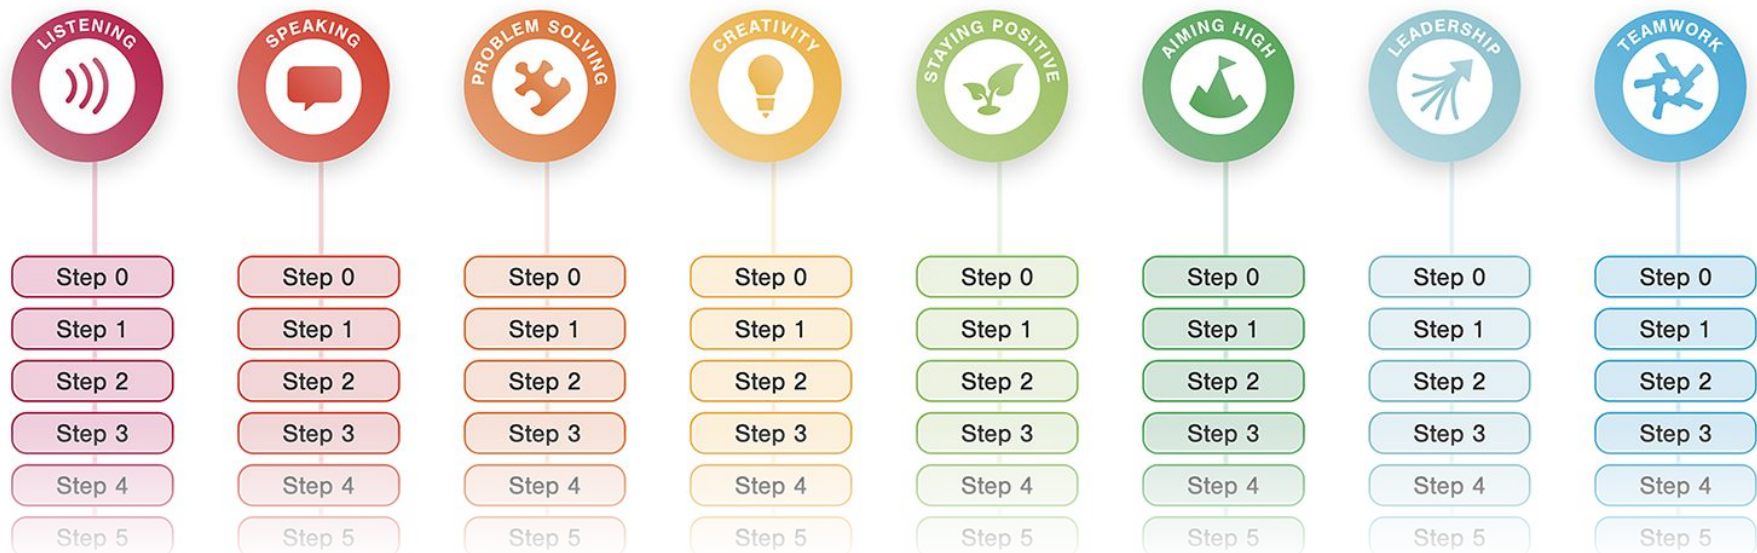 LISTENING SPEAKING PROBLEM SOLVING CREATIVITY STAYING POSITIVE AIMING HIGH LEADERSHIP TEAMWORK
Step 0 Step 0 Step 0 Step 0 Step 0 Step 0 Step 0 Step 0
Step 1 Step 1 Step 1 Step 1 Step 1 Step 1 Step 1 Step 1
Step 2 Step 2 Step 2 Step 2 Step 2 Step 2 Step 2 Step 2
Step 3 Step 3 Step 3 Step 3 Step 3 Step 3 Step 3 Step 3
Step 4 Step 4 Step 4 Step 4 Step 4 Step 4 Step 4 Step 4
Step 5 Step 5 Step 5 Step 5 Step 5 Step 5 Step 5 Step 5